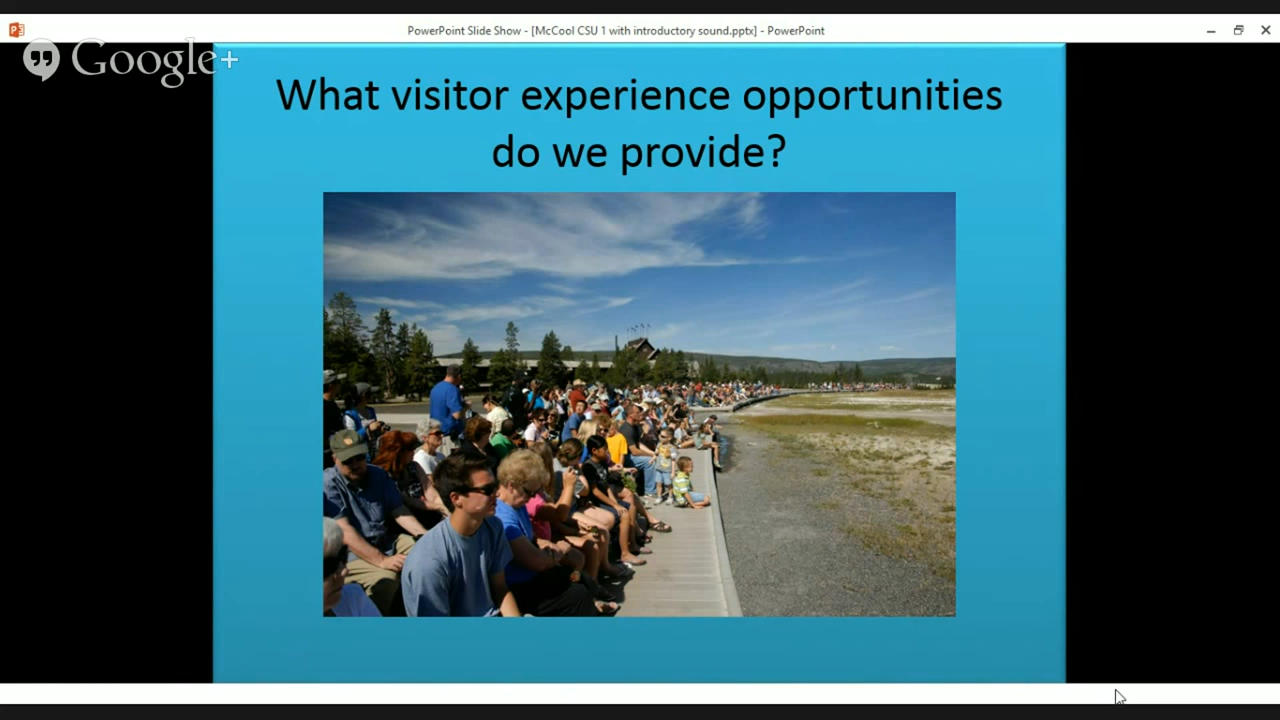 PowerPoint Slide Show - [McCool CSU 1 with introductory sound.pptx] - PowerPoint
Google+
What visitor experience opportunities
do we provide?